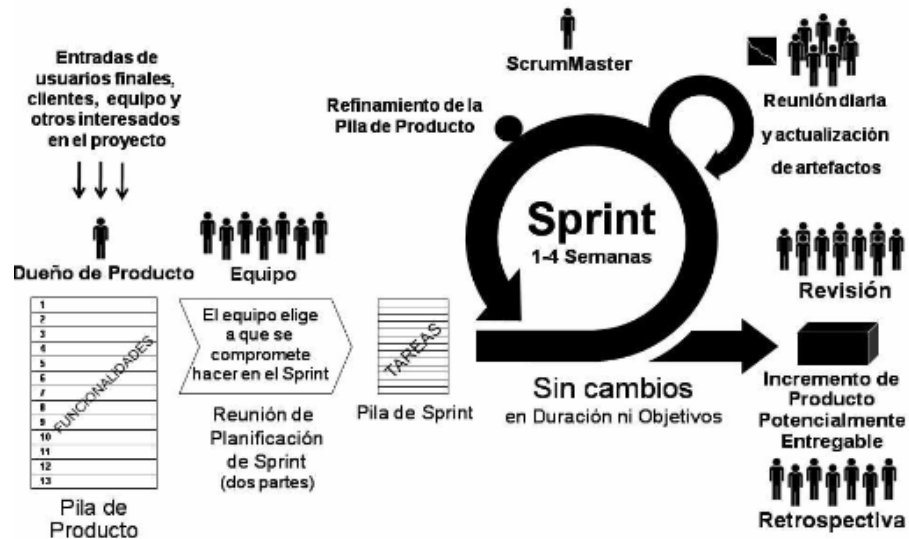 Entradas de
usuarios finales,
clientes, equipo y
otros interesados
en el proyecto
Dueño de Producto
1
2
3
4
5
6
7
8
9
10
11
12
13
FUNCIONALIDADES
Pila de
Producto
Equipo
El equipo elige
a que se
compromete
hacer en el Sprint
Reunión de
Planificación
de Sprint
(dos partes)
TAREAS
Pila de Sprint
ScrumMaster
Refinamiento de la
Pila de Producto
Sprint
1-4 Semanas
Sin cambios
en Duración ni Objetivos
Reunión diaria
y actualización
de artefactos
Revisión
Incremento de
Producto
Potencialmente
Entregable
Retrospectiva